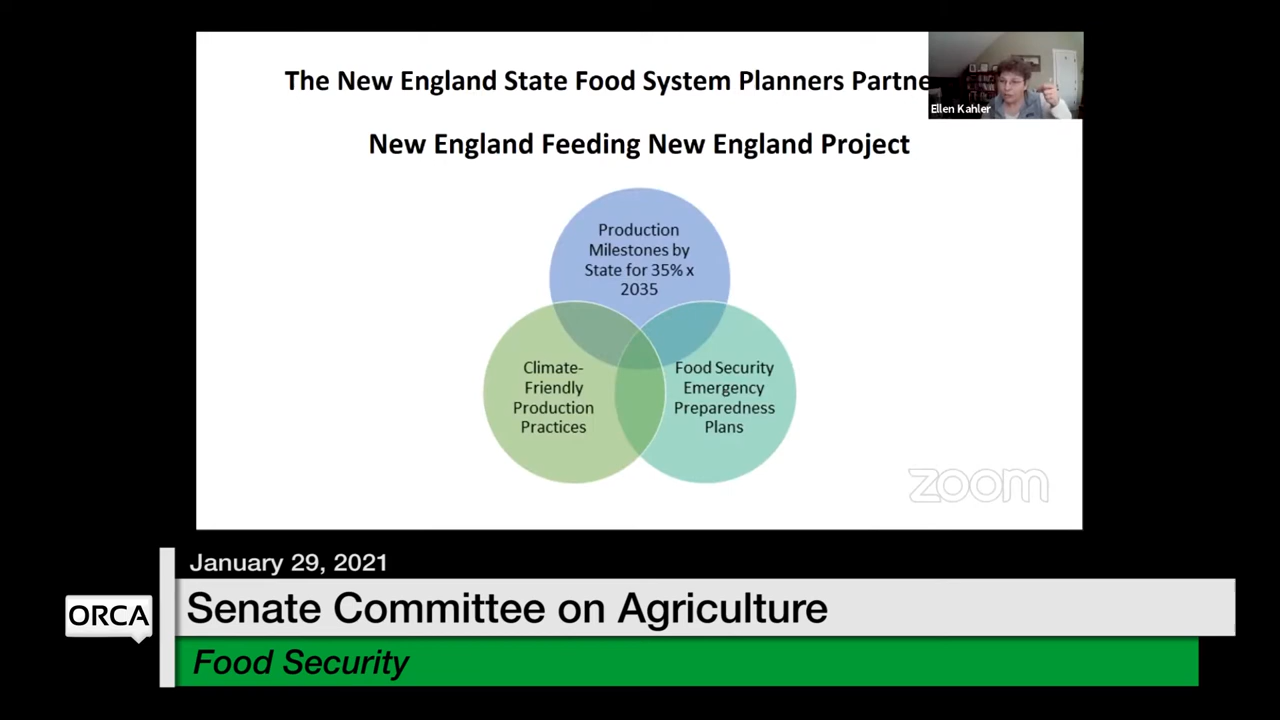 The New England State Food System Planners Partne
Ellen Kahler
New England Feeding New England Project
Production
Milestones by
State for 35% x
2035
Climate-
Friendly
Production
Practices
Food Security
Emergency
Preparedness
Plans
zoom
January 29, 2021
ORCA
Senate Committee on Agriculture
Food Security